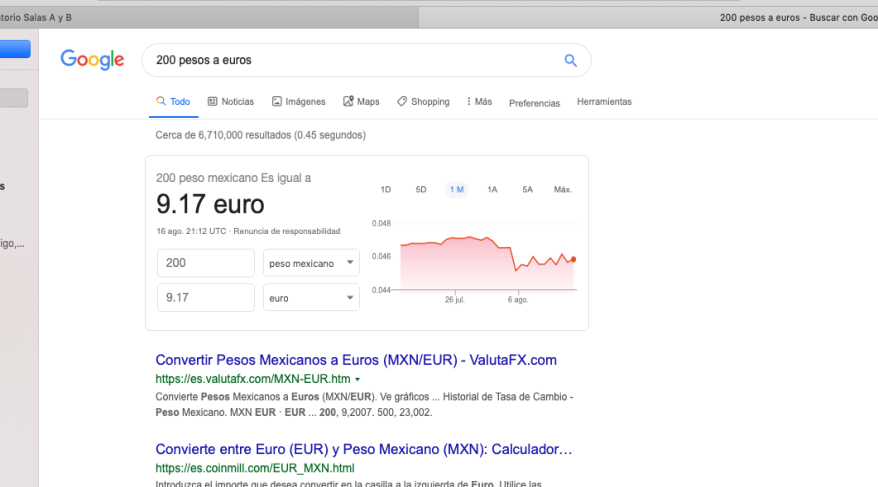 torio Salas A y B
200 pesos a euros - Buscar con Goo
Google
200 pesos a euros
Todo Noticias Imágenes Maps Shopping Más Preferencias Herramientas
Cerca de 6,710,000 resultados (0.45 segundos)
200 peso mexicano Es igual a
9.17 euro
16 ago. 21:12 UTC · Renuncia de responsabilidad
200 peso mexicano
9.17 euro
1D 5D 1 M 1A 5A Máx.
0.048
0.046
0.044
26 jul. 6 ago.
s
igo,...
Convertir Pesos Mexicanos a Euros (MXN/EUR) - ValutaFX.com
https://es.valutafx.com/MXN-EUR.htm
Convierte Pesos Mexicanos a Euros (MXN/EUR). Ve gráficos ... Historial de Tasa de Cambio -
Peso Mexicano. MXN EUR · EUR ... 200, 9,2007. 500, 23,002.
Convierte entre Euro (EUR) y Peso Mexicano (MXN): Calculador...
https://es.coinmill.com/EUR_MXN.html
Introduzca el importe que desea convertir en la casilla a la izquierda de Euro. Utilice las